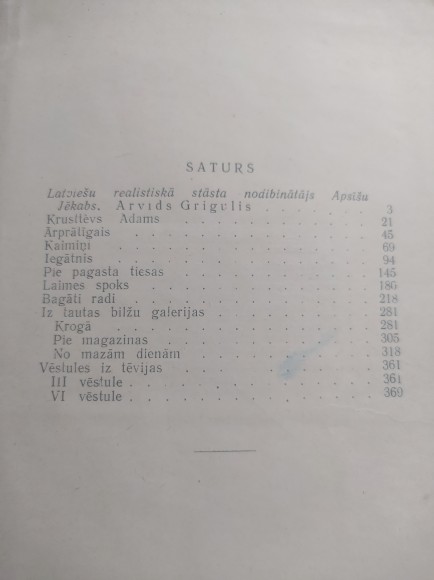 SATURS
Latviešu realistiskā stāsta nodibinātājs Apsīšu
Jēkabs, Arvīds Grigulis . . . . . . 3
Krusttēvs Adams . . . . . . . . . . 21
Ārprātīgais . . . . . . . . . . . 45
Kaimiņi . . . . . . . . . . . . 69
Iegātnis . . . . . . . . . . . . 94
Pie pagasta tiesas . . . . . . . . . 145
Laimes spoks . . . . . . . . . . 186
Bagāti radi . . . . . . . . . . . 218
Iz tautas bilžu galerijas . . . . . . . 281
Krogā . . . . . . . . . . . 281
Pie magazinas . . . . . . . . . 305
No mazām dienām . . . . . . . . 318
Vēstules iz tēvijas . . . . . . . . . 361
III vēstule . . . . . . . . . . . 361
VI vēstule . . . . . . . . . . . 369